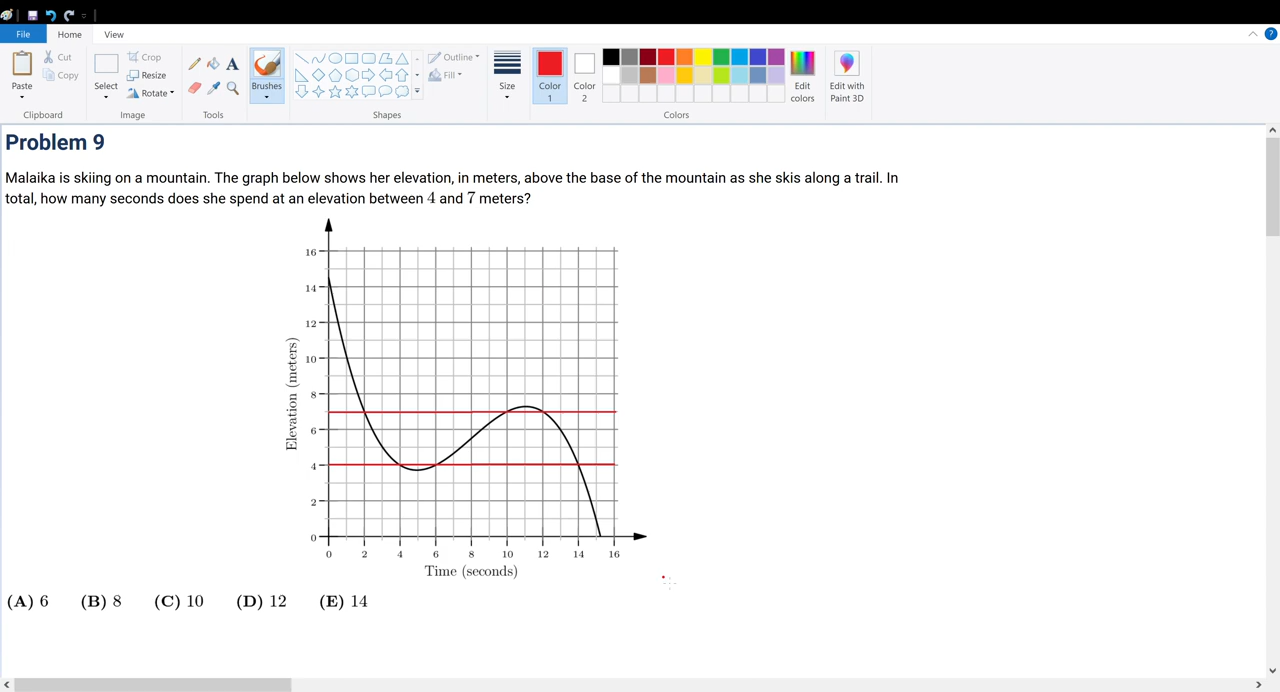 File Home View
Paste
Cut
Copy
Clipboard
Select
Crop
Resize
Rotate
Image
A
Tools
Brushes
Outline
Fill
Shapes
Size
Color 1
Color 2
Colors
Edit colors
Edit with Paint 3D
?
Problem 9
Malaika is skiing on a mountain. The graph below shows her elevation, in meters, above the base of the mountain as she skis along a trail. In
total, how many seconds does she spend at an elevation between 4 and 7 meters?
Elevation (meters)
16
14
12
10
8
6
4
2
0
0 2 4 6 8 10 12 14 16
Time (seconds)
(A) 6 (B) 8 (C) 10 (D) 12 (E) 14